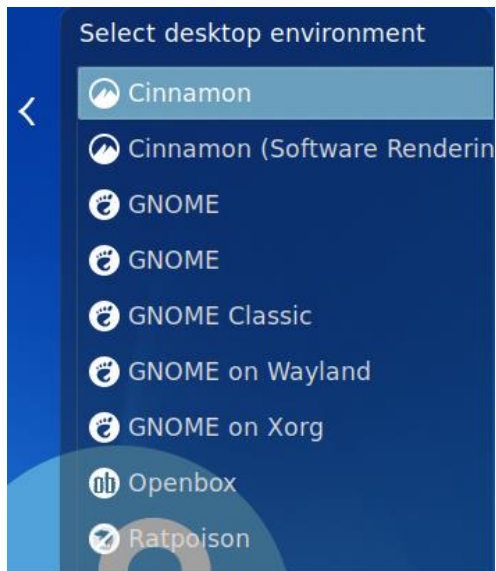 Select desktop environment
Cinnamon
Cinnamon (Software Renderin
GNOME
GNOME
GNOME Classic
GNOME on Wayland
GNOME on Xorg
Openbox
Ratpoison